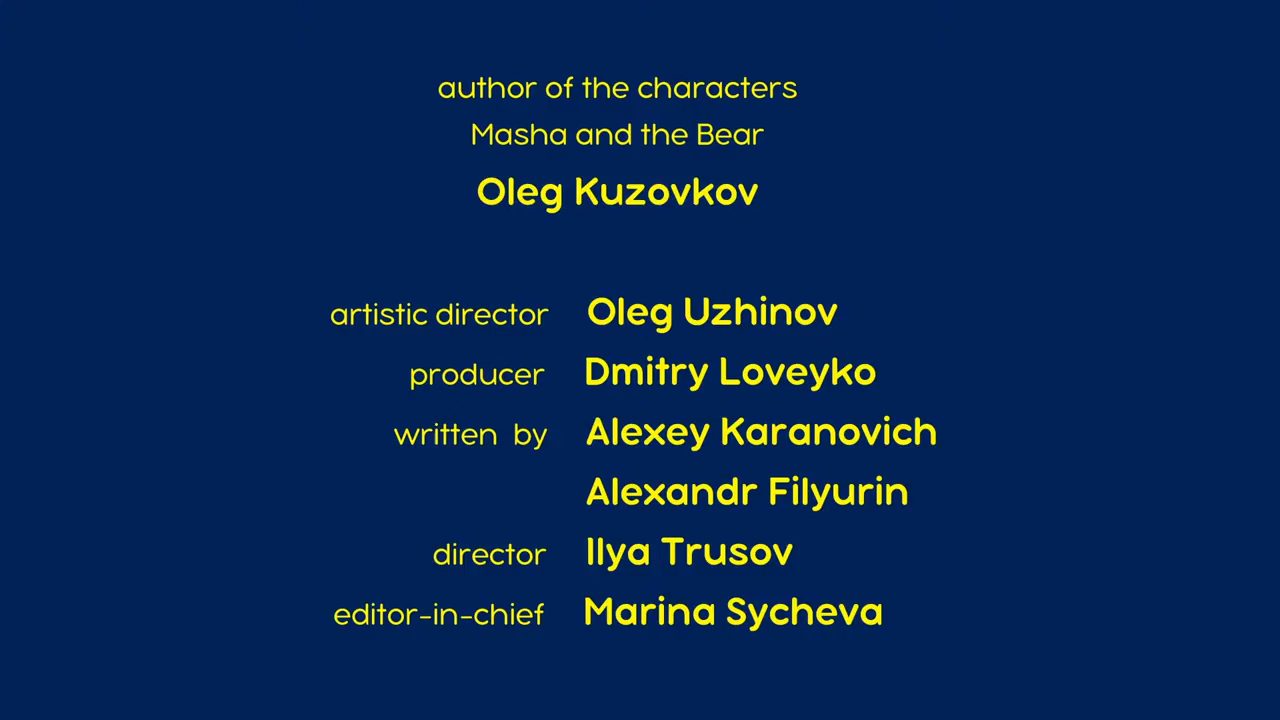 author of the characters
Masha and the Bear
Oleg Kuzovkov
artistic director Oleg Uzhinov
producer Dmitry Loveyko
written by Alexey Karanovich
Alexandr Filyurin
director Ilya Trusov
editor-in-chief Marina Sycheva